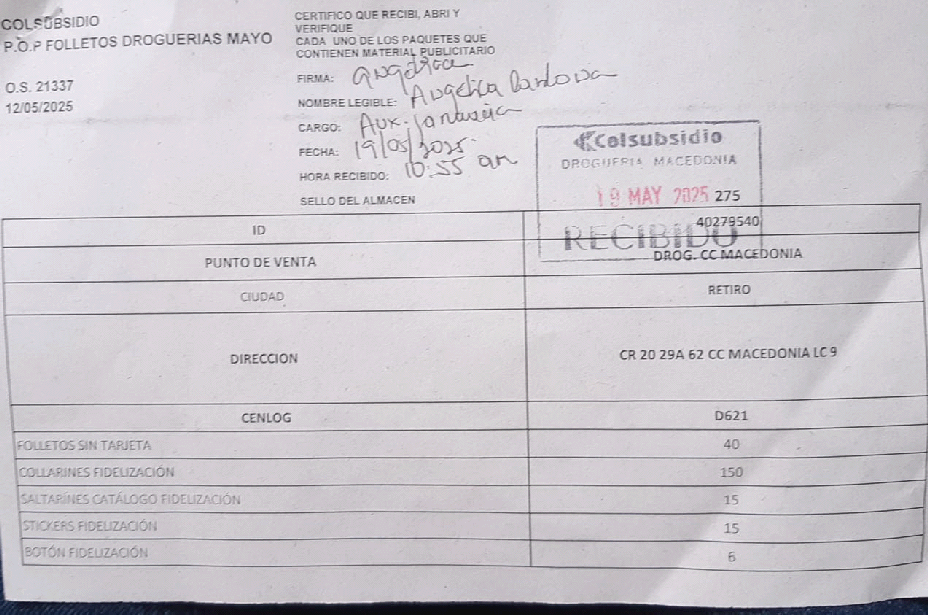 COLSUBSIDIO
P.O.P FOLLETOS DROGUERIAS MAYO
O.S. 21337
12/05/2025
CERTIFICO QUE RECIBI, ABRI Y
VERIFIQUE
CADA UNO DE LOS PAQUETES QUE
CONTIENEN MATERIAL PUBLICITARIO
FIRMA: Angelica
NOMBRE LEGIBLE: Angelica
CARGO: Aux.
FECHA: 19/05/2025
HORA RECIBIDO: 10:55 am
SELLO DEL ALMACEN
Colsubsidio
DROGUERIA MACEDONIA
19 MAY 2025
RECIBIDO
275
ID 40279540
PUNTO DE VENTA DROG. CC MACEDONIA
CIUDAD RETIRO
DIRECCION CR 20 29A 62 CC MACEDONIA LC 9
CENLOG D621
FOLLETOS SIN TARJETA 40
COLLARINES FIDELIZACIÓN 150
SALTARINES CATÁLOGO FIDELIZACIÓN 15
STICKERS FIDELIZACIÓN 15
BOTÓN FIDELIZACIÓN 6